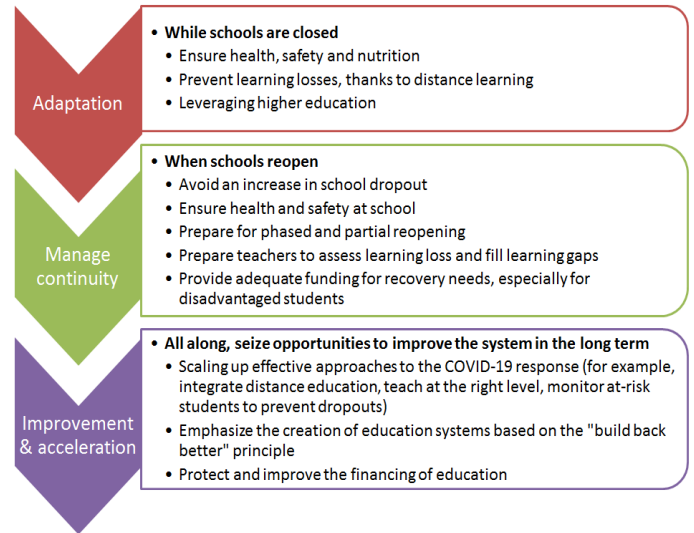 Adaptation
• While schools are closed
• Ensure health, safety and nutrition
• Prevent learning losses, thanks to distance learning
• Leveraging higher education
Manage
continuity
• When schools reopen
• Avoid an increase in school dropout
• Ensure health and safety at school
• Prepare for phased and partial reopening
• Prepare teachers to assess learning loss and fill learning gaps
• Provide adequate funding for recovery needs, especially for
disadvantaged students
Improvement
& acceleration
• All along, seize opportunities to improve the system in the long term
• Scaling up effective approaches to the COVID-19 response (for example,
integrate distance education, teach at the right level, monitor at-risk
students to prevent dropouts)
• Emphasize the creation of education systems based on the "build back
better" principle
• Protect and improve the financing of education